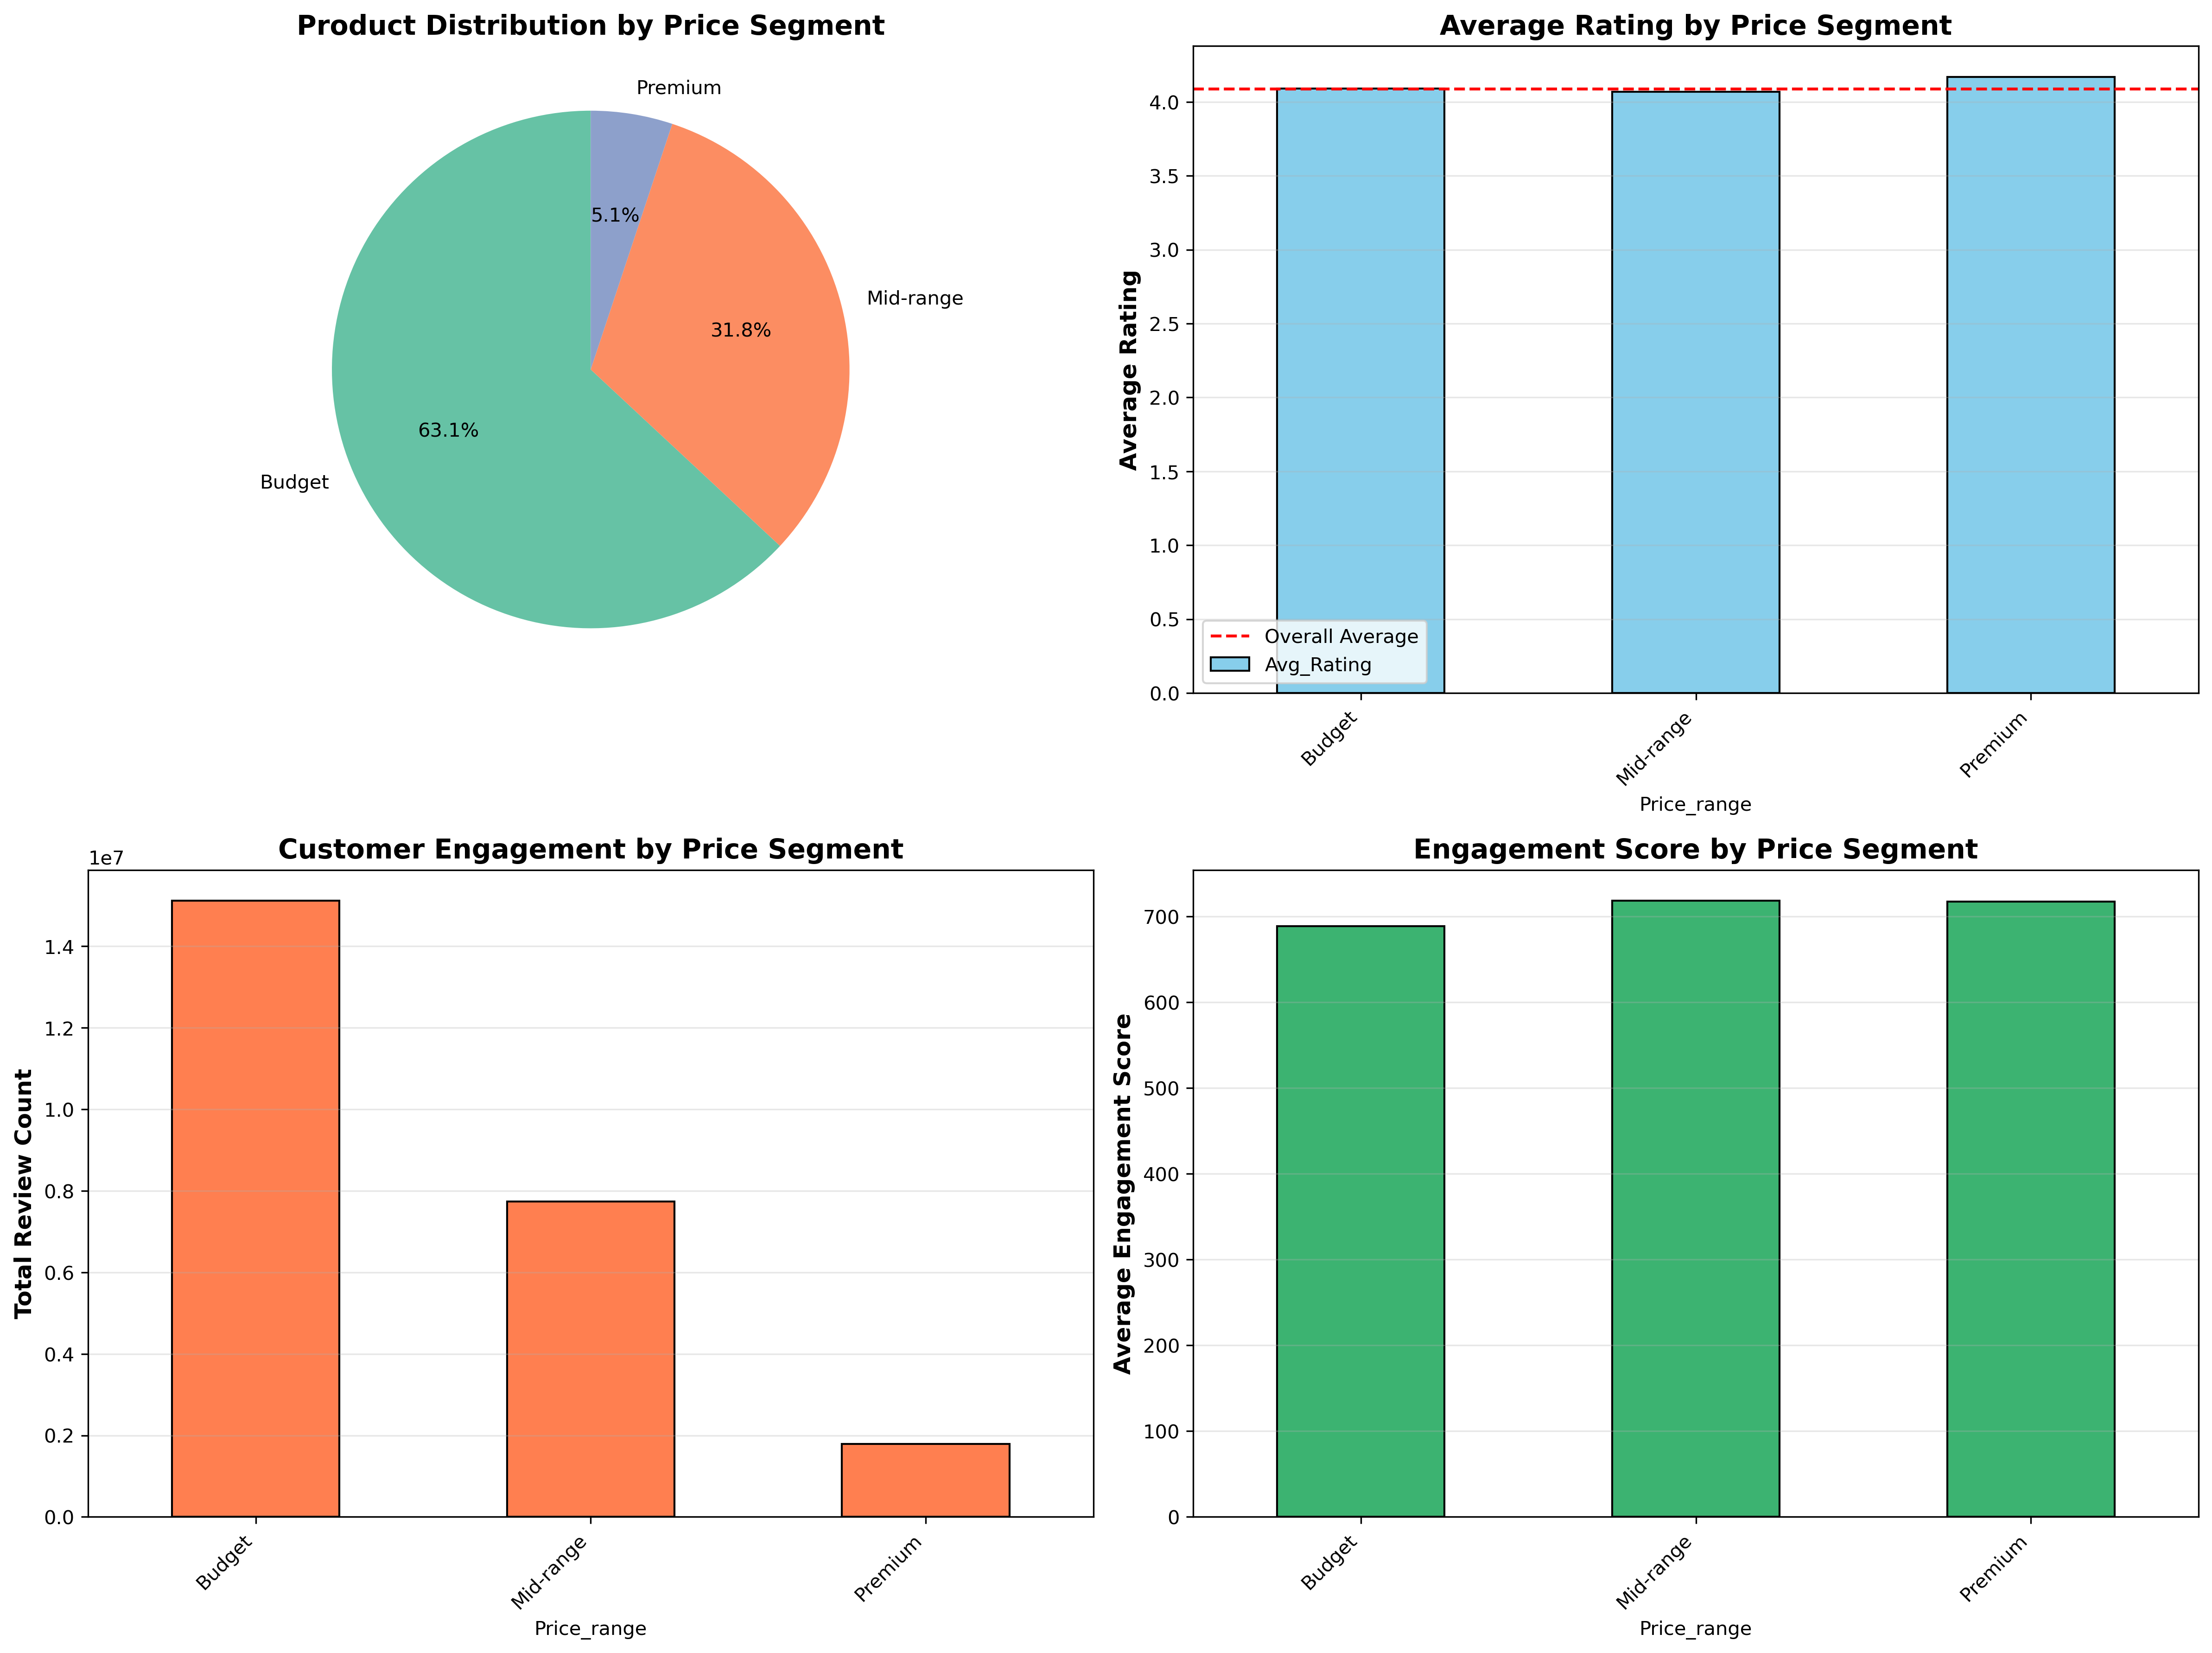 Product Distribution by Price Segment
Premium
5.1%
Mid-range
31.8%
63.1%
Budget
Average Rating by Price Segment
Average Rating
4.0
3.5
3.0
2.5
2.0
1.5
1.0
0.5
0.0
Overall Average
Avg_Rating
Budget
Mid-range
Premium
Price_range
Customer Engagement by Price Segment
1e7
Total Review Count
1.4
1.2
1.0
0.8
0.6
0.4
0.2
0.0
Budget
Mid-range
Premium
Price_range
Engagement Score by Price Segment
Average Engagement Score
700
600
500
400
300
200
100
0
Budget
Mid-range
Premium
Price_range